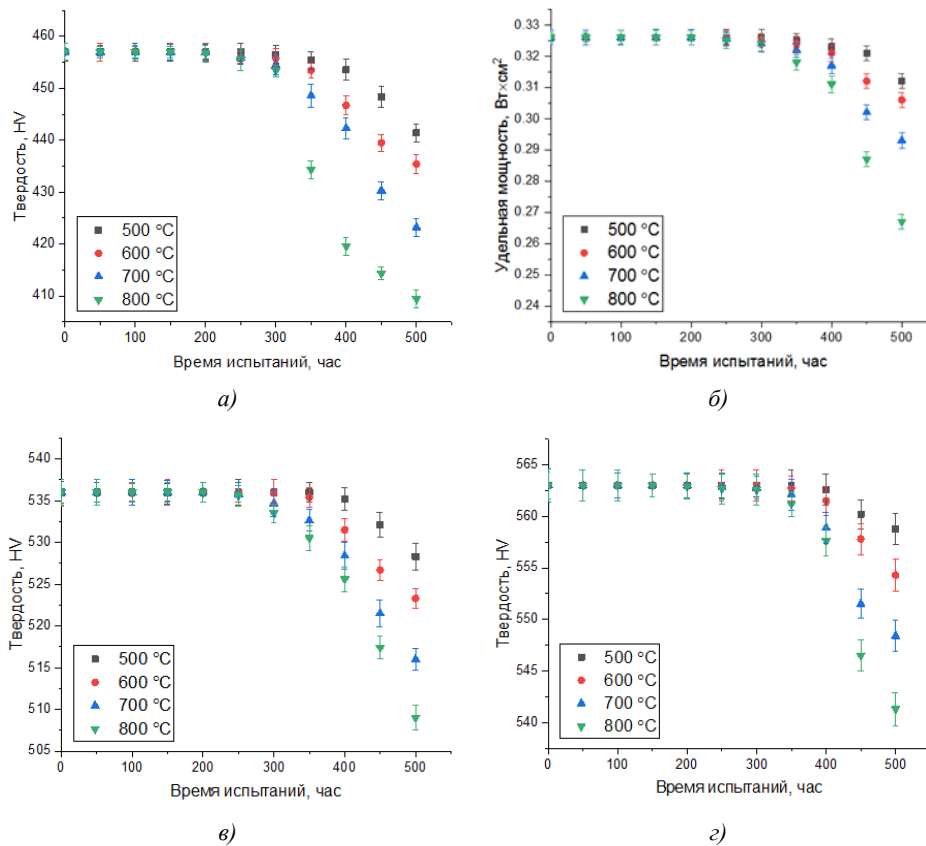 460
450
440
430
420
410
Твердость, HV
500 °C
600 °C
700 °C
800 °C
0 100 200 300 400 500
Время испытаний, час
а)
0.33
0.32
0.31
0.30
0.29
0.28
0.27
0.26
0.25
0.24
Удельная мощность, Вт×см²
500 °C
600 °C
700 °C
800 °C
0 100 200 300 400 500
Время испытаний, час
б)
540
535
530
525
520
515
510
505
Твердость, HV
500 °C
600 °C
700 °C
800 °C
0 100 200 300 400 500
Время испытаний, час
в)
565
560
555
550
545
540
Твердость, HV
500 °C
600 °C
700 °C
800 °C
0 100 200 300 400 500
Время испытаний, час
г)